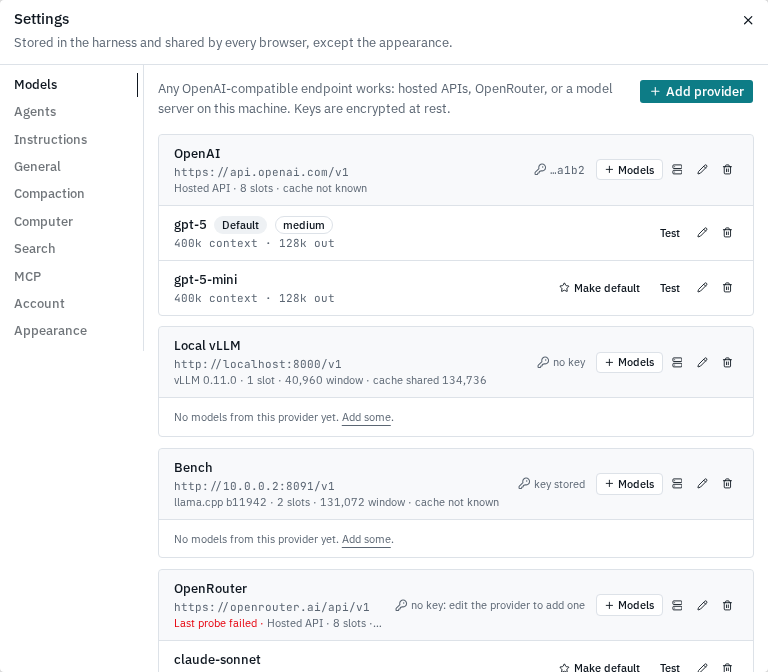 Settings
Stored in the harness and shared by every browser, except the appearance.
Models
Agents
Instructions
General
Compaction
Computer
Search
MCP
Account
Appearance
Any OpenAI-compatible endpoint works: hosted APIs, OpenRouter, or a model
server on this machine. Keys are encrypted at rest.
+ Add provider
OpenAI
https://api.openai.com/v1
Hosted API · 8 slots · cache not known
…a1b2
+ Models
gpt-5 Default medium
400k context · 128k out
Test
gpt-5-mini
400k context · 128k out
Make default Test
Local vLLM
http://localhost:8000/v1
vLLM 0.11.0 · 1 slot · 40,960 window · cache shared 134,736
no key
+ Models
No models from this provider yet. Add some.
Bench
http://10.0.0.2:8091/v1
llama.cpp b11942 · 2 slots · 131,072 window · cache not known
key stored
+ Models
No models from this provider yet. Add some.
OpenRouter
https://openrouter.ai/api/v1
Last probe failed · Hosted API · 8 slots ·…
no key: edit the provider to add one
+ Models
claude-sonnet
Make default Test